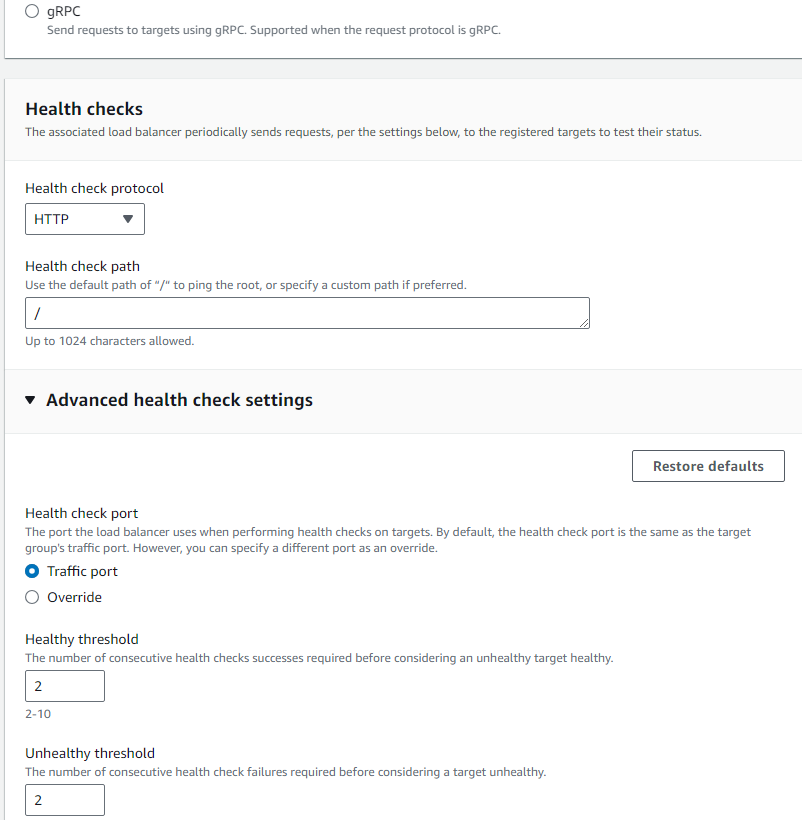 gRPC
Send requests to targets using gRPC. Supported when the request protocol is gRPC.
Health checks
The associated load balancer periodically sends requests, per the settings below, to the registered targets to test their status.
Health check protocol
HTTP
Health check path
Use the default path of "/" to ping the root, or specify a custom path if preferred.
/
Up to 1024 characters allowed.
Advanced health check settings
Restore defaults
Health check port
The port the load balancer uses when performing health checks on targets. By default, the health check port is the same as the target
group's traffic port. However, you can specify a different port as an override.
Traffic port
Override
Healthy threshold
The number of consecutive health checks successes required before considering an unhealthy target healthy.
2
2-10
Unhealthy threshold
The number of consecutive health check failures required before considering a target unhealthy.
2